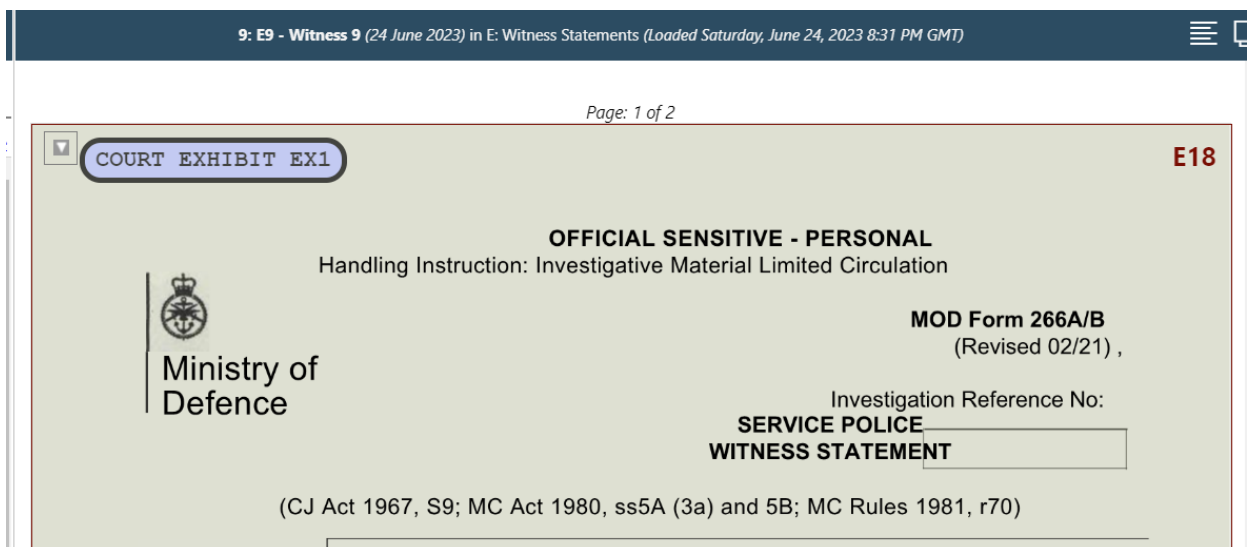 9: E9 - Witness 9 (24 June 2023) in E: Witness Statements (Loaded Saturday, June 24, 2023 8:31 PM GMT)
Page: 1 of 2
COURT EXHIBIT EX1
E18
OFFICIAL SENSITIVE - PERSONAL
Handling Instruction: Investigative Material Limited Circulation
Ministry of
Defence
MOD Form 266A/B
(Revised 02/21) ,
Investigation Reference No:
SERVICE POLICE
WITNESS STATEMENT
(CJ Act 1967, S9; MC Act 1980, ss5A (3a) and 5B; MC Rules 1981, r70)